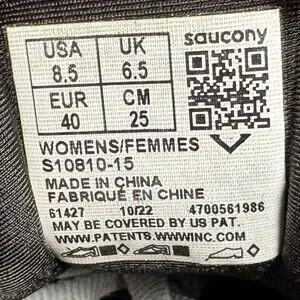 USA UK saucony
8.5 6.5
EUR CM
40 25
WOMENS/FEMMES
S10810-15
MADE IN CHINA
FABRIQUÉ EN CHINE
61427 10/22 4700561986
MAY BE COVERED BY US PAT.
WWW.PATENTS.WWWINC.COM